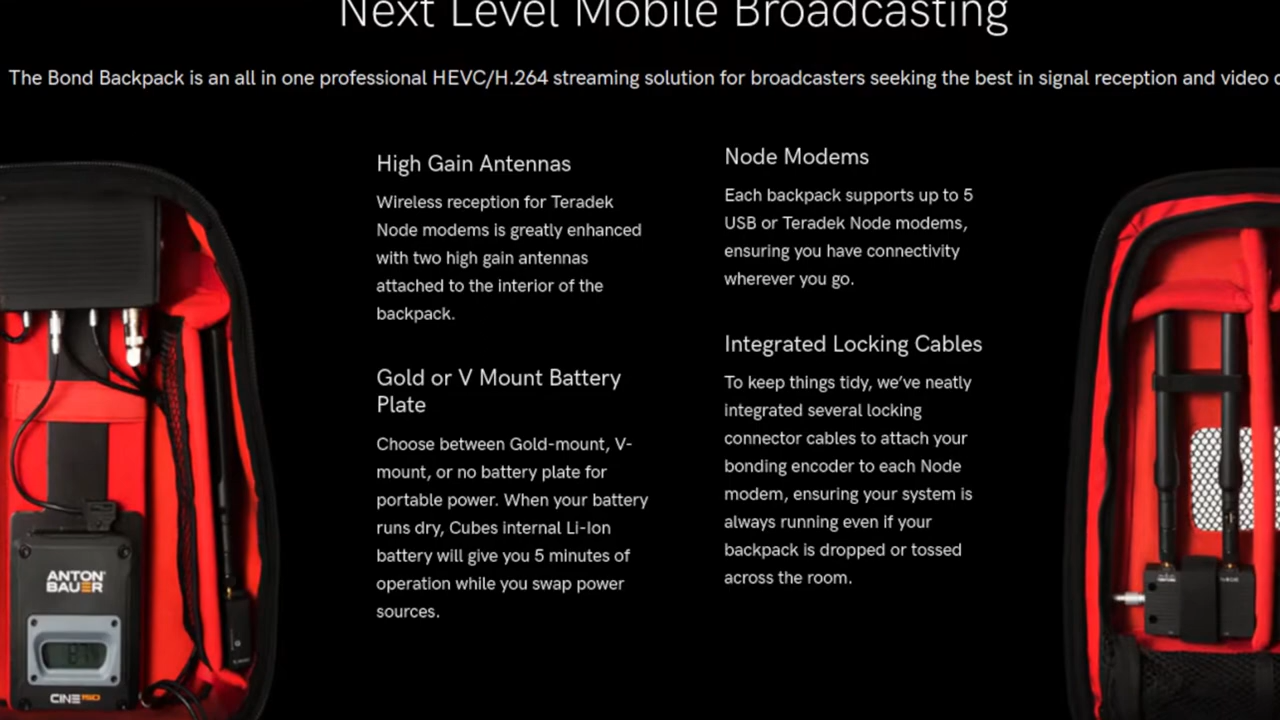 Next Level Mobile Broadcasting
The Bond Backpack is an all in one professional HEVC/H.264 streaming solution for broadcasters seeking the best in signal reception and video
High Gain Antennas
Wireless reception for Teradek
Node modems is greatly enhanced
with two high gain antennas
attached to the interior of the
backpack.
Gold or V Mount Battery
Plate
Choose between Gold-mount, V-
mount, or no battery plate for
portable power. When your battery
runs dry, Cubes internal Li-Ion
battery will give you 5 minutes of
operation while you swap power
sources.
Node Modems
Each backpack supports up to 5
USB or Teradek Node modems,
ensuring you have connectivity
wherever you go.
Integrated Locking Cables
To keep things tidy, we’ve neatly
integrated several locking
connector cables to attach your
bonding encoder to each Node
modem, ensuring your system is
always running even if your
backpack is dropped or tossed
across the room.
ANTON
BAUER
CINE 150